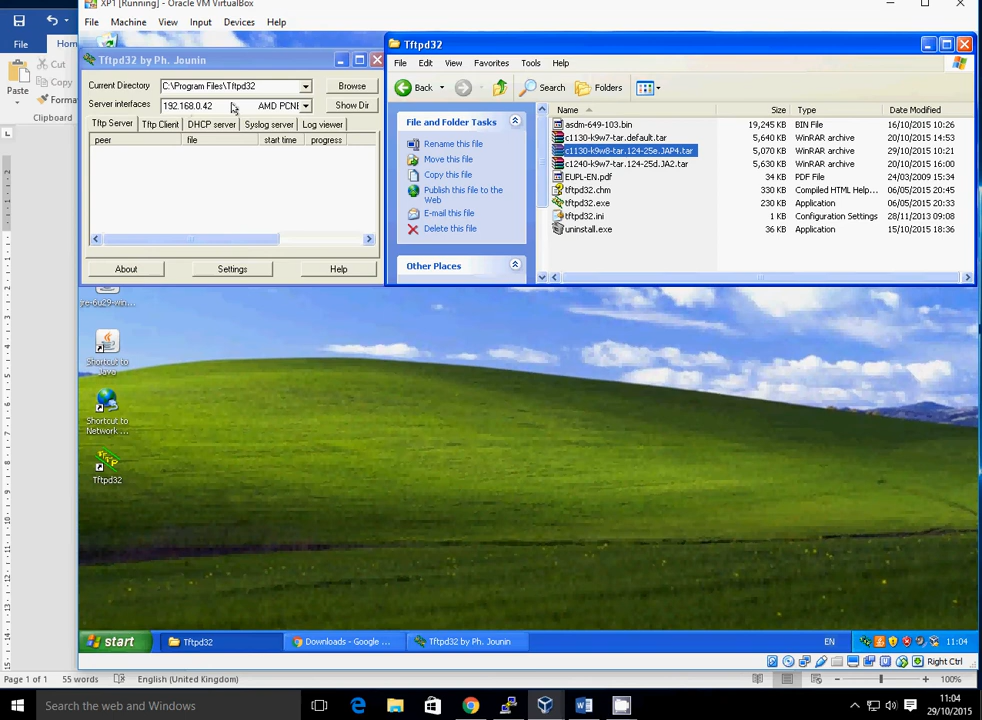 XP1 [Running] - Oracle VM VirtualBox
File Machine View Input Devices Help
File Home
Cut
Copy
Format
Paste
Clipboard
Tftpd32 by Ph. Jounin
Current Directory C:\Program Files\Tftpd32 Browse
Server interfaces 192.168.0.42 AMD PCNE Show Dir
Tftp Server Tftp Client DHCP server Syslog server Log viewer
peer file start time progress
About Settings Help
Tftpd32
File Edit View Favorites Tools Help
Back Search Folders
File and Folder Tasks
Rename this file
Move this file
Copy this file
Publish this file to the
Web
E-mail this file
Delete this file
Other Places
Name Size Type Date Modified
asdm-649-103.bin 19,245 KB BIN File 16/10/2015 10:26
c1130-k9w7-tar.default.tar 5,640 KB WinRAR archive 20/10/2015 14:53
c1130-k9w8-tar.124-25e.JAP4.tar 5,070 KB WinRAR archive 29/10/2015 10:21
c1240-k9w7-tar.124-25d.JA2.tar 5,630 KB WinRAR archive 20/10/2015 16:03
EUPL-EN.pdf 34 KB PDF File 24/03/2009 15:34
tftpd32.chm 330 KB Compiled HTML Help... 06/05/2015 20:45
tftpd32.exe 230 KB Application 06/05/2015 20:33
tftpd32.ini 1 KB Configuration Settings 28/11/2013 09:08
uninstall.exe 36 KB Application 15/10/2015 18:36
jre-6u29-win...
Shortcut to
Java
Shortcut to
Network ...
Tftpd32
start Tftpd32 Downloads - Google ... Tftpd32 by Ph. Jounin EN 11:04
Right Ctrl
Page 1 of 1 55 words English (United Kingdom) 100%
Search the web and Windows
11:04
29/10/2015